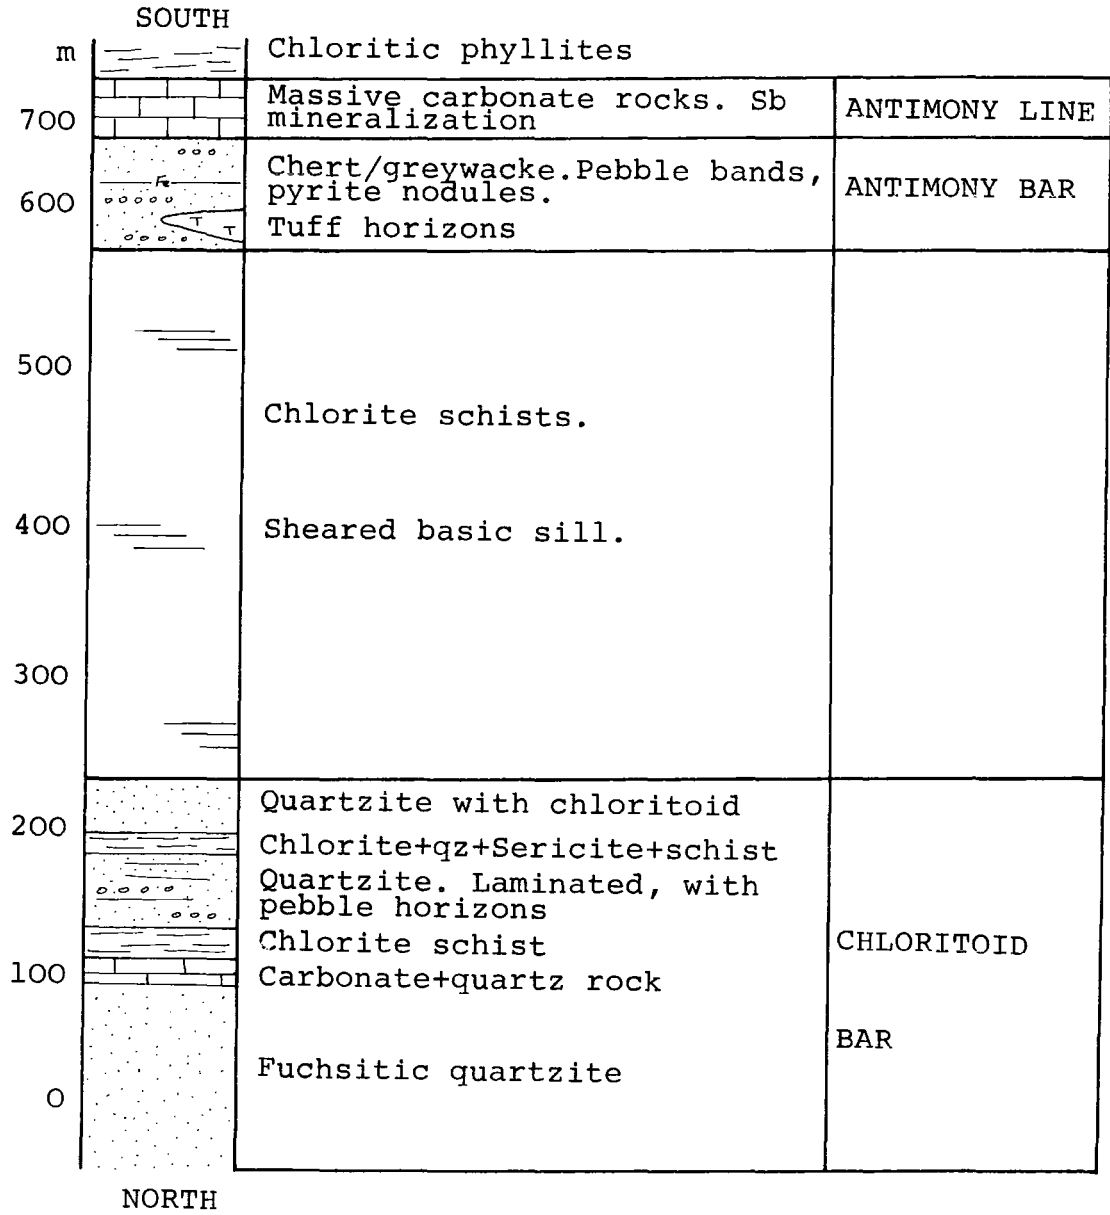 SOUTH
m
Chloritic phyllites
700
Massive carbonate rocks. Sb
mineralization
ANTIMONY LINE
Fe
600
Chert/greywacke.Pebble bands,
pyrite nodules.
ANTIMONY BAR
T T
Tuff horizons
500
Chlorite schists.
400
Sheared basic sill.
300
Quartzite with chloritoid
200
Chlorite+qz+Sericite+schist
Quartzite. Laminated, with
pebble horizons
Chlorite schist
CHLORITOID
100
Carbonate+quartz rock
BAR
Fuchsitic quartzite
0
NORTH